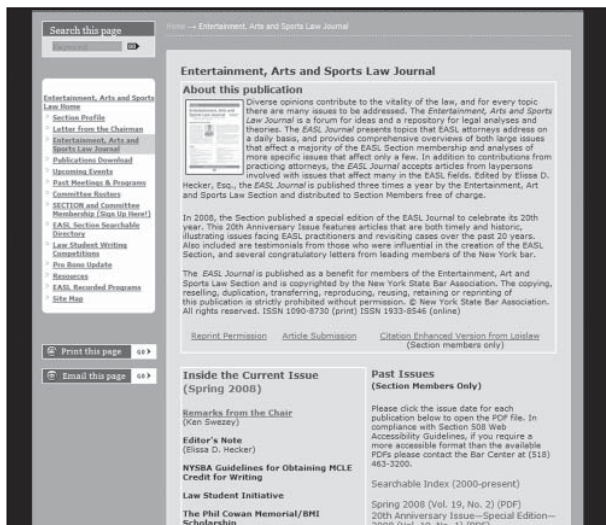 Search this page
Keyword GO
Home → Entertainment, Arts and Sports Law Journal
Entertainment, Arts and Sports
Law Home
Section Profile
Letter from the Chairman
Entertainment, Arts and
Sports Law Journal
Publications Download
Upcoming Events
Past Meetings & Programs
Committee Rosters
SECTION and Committee
Membership (Sign Up Here!)
EASL Section Searchable
Directory
Law Student Writing
Competitions
Pro Bono Update
Resources
EASL Recorded Programs
Site Map
Print this page GO
Email this page GO
Entertainment, Arts and Sports Law Journal
About this publication
Diverse opinions contribute to the vitality of the law, and for every topic
there are many issues to be addressed. The Entertainment, Arts and Sports
Law Journal is a forum for ideas and a repository for legal analyses and
theories. The EASL Journal presents topics that EASL attorneys address on
a daily basis, and provides comprehensive overviews of both large issues
that affect a majority of the EASL Section membership and analyses of
more specific issues that affect only a few. In addition to contributions from
practicing attorneys, the EASL Journal accepts articles from laypersons
involved with issues that affect many in the EASL fields. Edited by Elissa D.
Hecker, Esq., the EASL Journal is published three times a year by the Entertainment, Art
and Sports Law Section and distributed to Section Members free of charge.
In 2008, the Section published a special edition of the EASL Journal to celebrate its 20th
year. This 20th Anniversary Issue features articles that are both timely and historic,
illustrating issues facing EASL practitioners and revisiting cases over the past 20 years.
Also included are testimonials from those who were influential in the creation of the EASL
Section, and several congratulatory letters from leading members of the New York bar.
The EASL Journal is published as a benefit for members of the Entertainment, Art and
Sports Law Section and is copyrighted by the New York State Bar Association. The copying,
reselling, duplication, transferring, reproducing, reusing, retaining or reprinting of
this publication is strictly prohibited without permission. © New York State Bar Association.
All rights reserved. ISSN 1090-8730 (print) ISSN 1933-8546 (online)
Reprint Permission Article Submission Citation Enhanced Version from Loislaw
(Section members only)
Inside the Current Issue
(Spring 2008)
Remarks from the Chair
(Ken Swezey)
Editor's Note
(Elissa D. Hecker)
NYSBA Guidelines for Obtaining MCLE
Credit for Writing
Law Student Initiative
The Phil Cowan Memorial/BMI
Scholarship
Past Issues
(Section Members Only)
Please click the issue date for each
publication below to open the PDF file. In
compliance with Section 508 Web
Accessibility Guidelines, if you require a
more accessible format than the available
PDFs please contact the Bar Center at (518)
463-3200.
Searchable Index (2000-present)
Spring 2008 (Vol. 19, No. 2) (PDF)
20th Anniversary Issue—Special Edition—
2008 (Vol. 19, No. 1) (PDF)